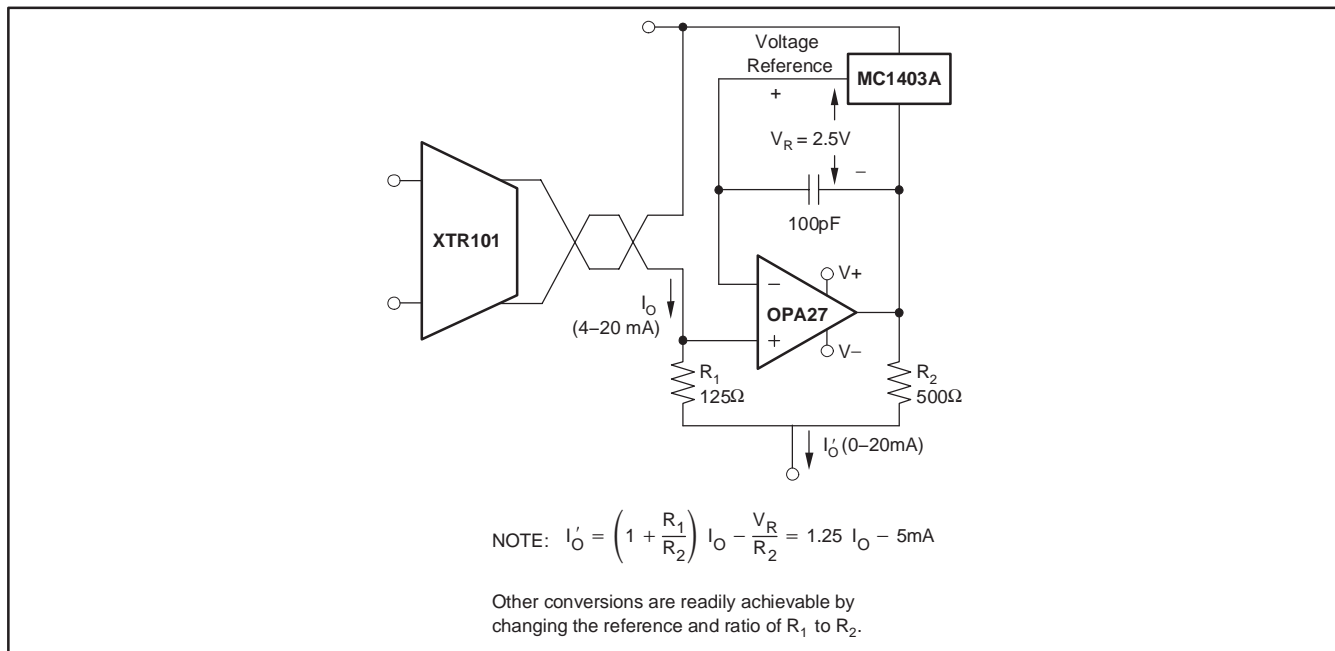 Voltage
Reference
MC1403A
+
V_R = 2.5V
−
100pF
XTR101
I_O
(4–20 mA)
−
V+
OPA27
+
V−
R_1
125Ω
R_2
500Ω
I′_O (0–20mA)
NOTE: I′_O = (1 + R_1/R_2) I_O − V_R/R_2 = 1.25 I_O − 5mA
Other conversions are readily achievable by
changing the reference and ratio of R_1 to R_2.